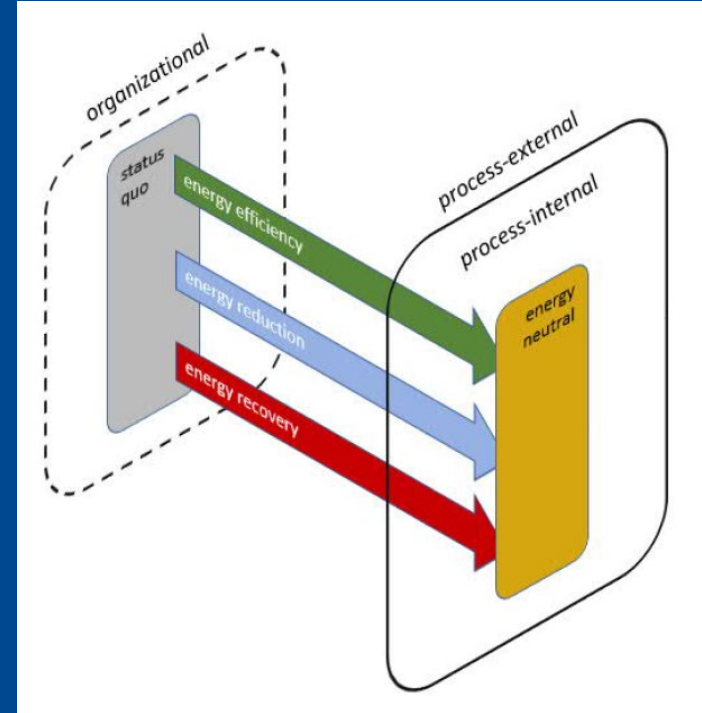 organizational
status
quo
energy efficiency
energy reduction
energy recovery
process-external
process-internal
energy
neutral